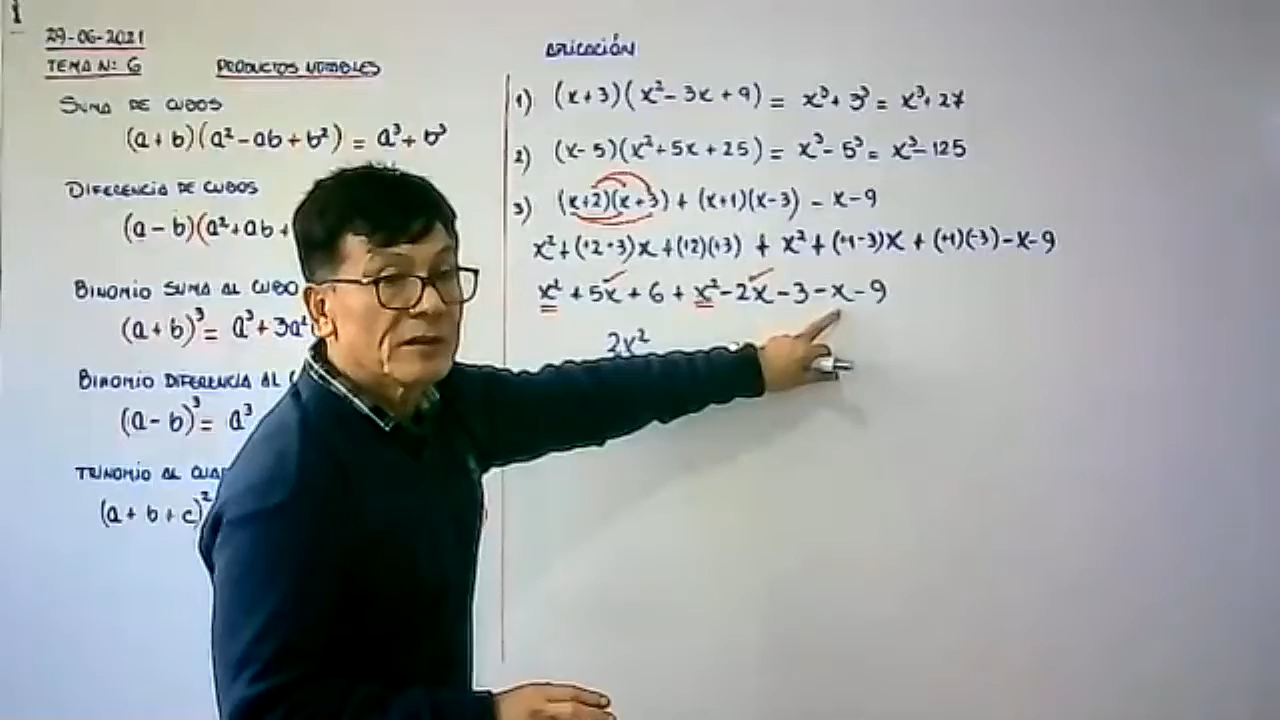 29-06-2021
TEMA N: 6
PRODUCTOS NOTABLES
SUMA DE CUBOS
(a + b)(a² - ab + b²) = a³ + b³
DIFERENCIA DE CUBOS
(a - b)(a² + ab +
BINOMIO SUMA AL CUBO
(a + b)³ = a³ + 3a²
BINOMIO DIFERENCIA AL
(a - b)³ = a³
TRINOMIO AL
(a + b + c)²
APLICACIÓN
1) (x + 3)(x² - 3x + 9) = x³ + 3³ = x³ + 27
2) (x - 5)(x² + 5x + 25) = x³ - 5³ = x³ - 125
3) (x+2)(x+3) + (x+1)(x-3) - x - 9
x² + (+2+3)x + (+2)(+3) + x² + (+1-3)x + (+1)(-3) - x - 9
x² + 5x + 6 + x² - 2x - 3 - x - 9
2x²